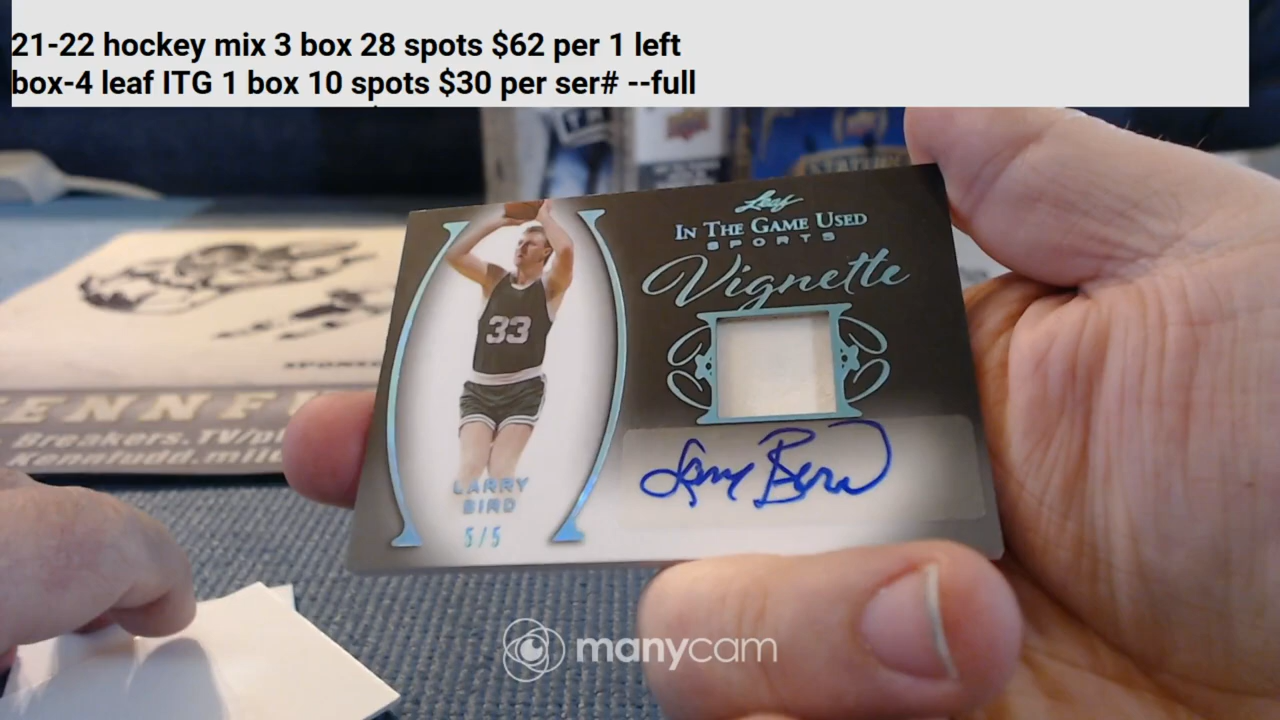 21-22 hockey mix 3 box 28 spots $62 per 1 left
box-4 leaf ITG 1 box 10 spots $30 per ser# --full
Leaf
IN THE GAME USED
SPORTS
Vignette
33
Larry Bird
LARRY
BIRD
5/5
Breakers.TV/
manycam